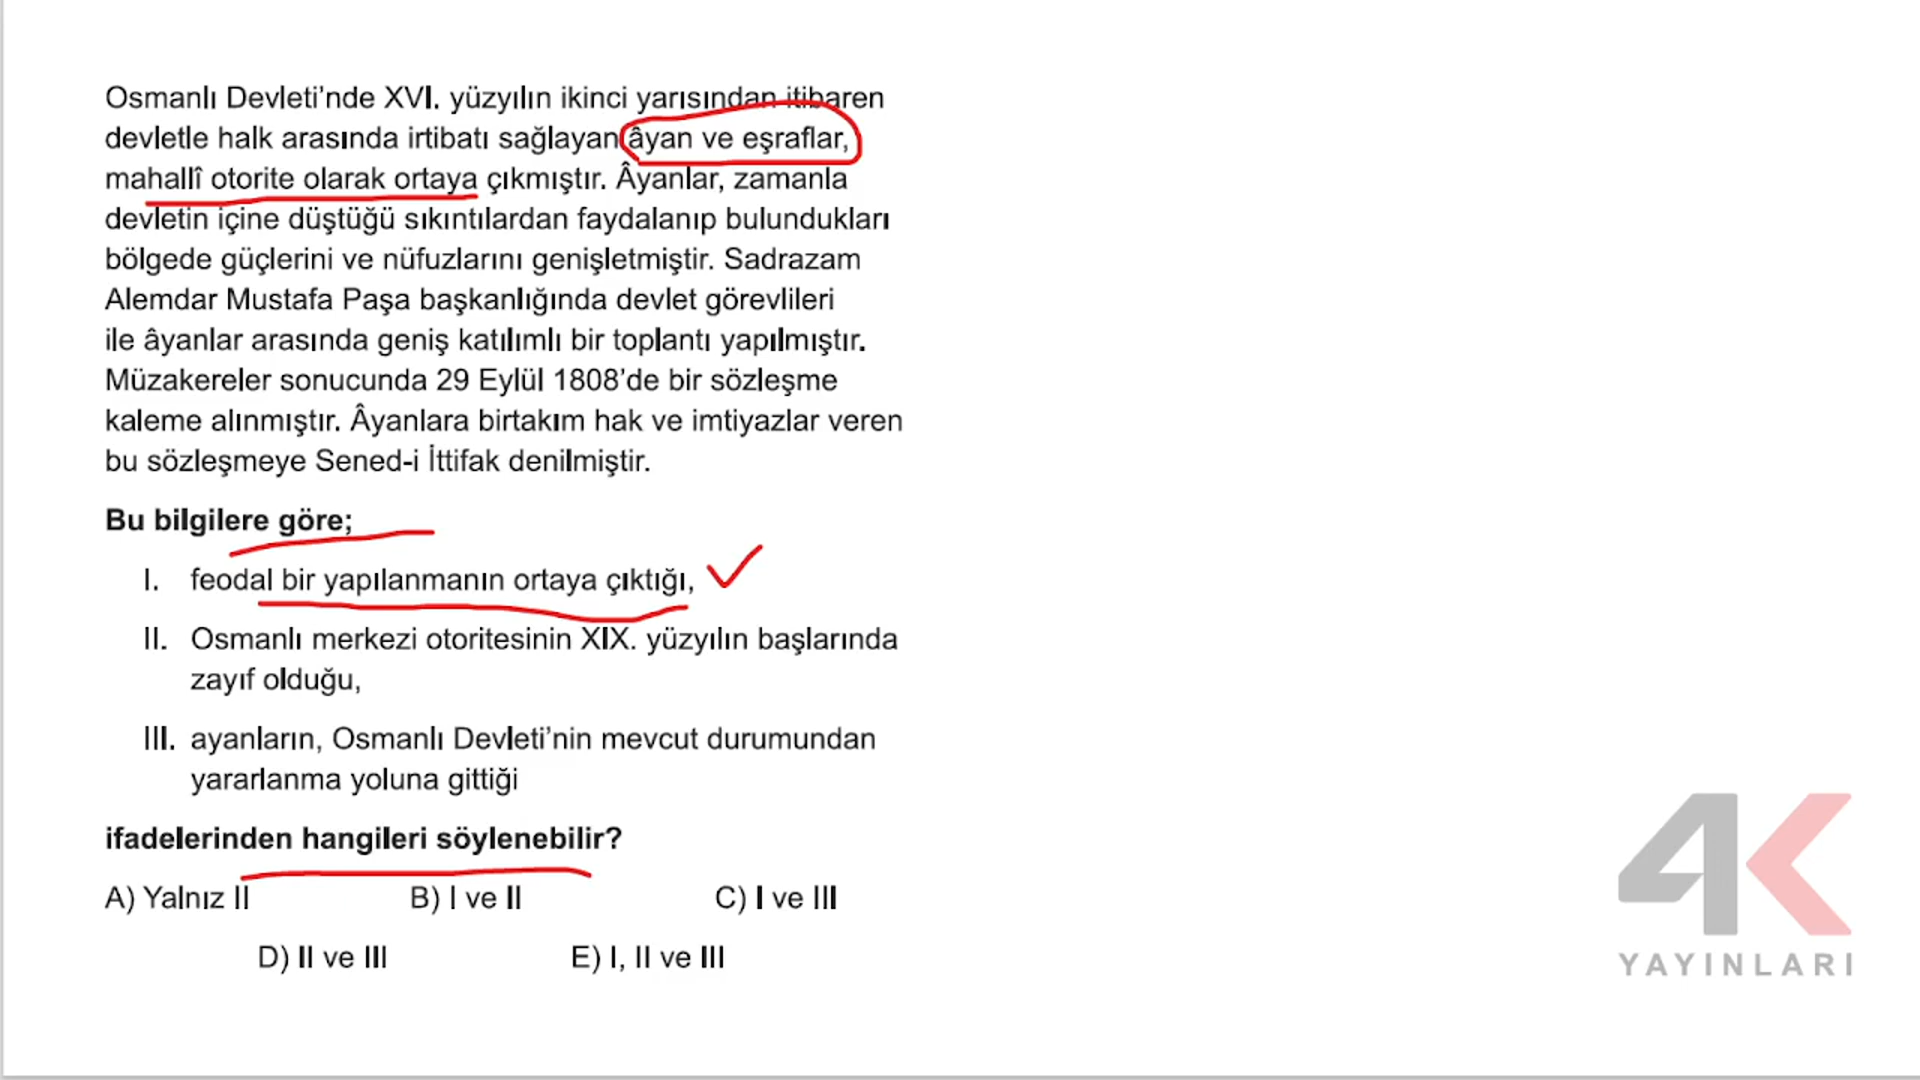 Osmanlı Devleti’nde XVI. yüzyılın ikinci yarısından itibaren
devletle halk arasında irtibatı sağlayan âyan ve eşraflar,
mahallî otorite olarak ortaya çıkmıştır. Âyanlar, zamanla
devletin içine düştüğü sıkıntılardan faydalanıp bulundukları
bölgede güçlerini ve nüfuzlarını genişletmiştir. Sadrazam
Alemdar Mustafa Paşa başkanlığında devlet görevlileri
ile âyanlar arasında geniş katılımlı bir toplantı yapılmıştır.
Müzakereler sonucunda 29 Eylül 1808’de bir sözleşme
kaleme alınmıştır. Âyanlara birtakım hak ve imtiyazlar veren
bu sözleşmeye Sened-i İttifak denilmiştir.
Bu bilgilere göre;
I. feodal bir yapılanmanın ortaya çıktığı,
II. Osmanlı merkezi otoritesinin XIX. yüzyılın başlarında
zayıf olduğu,
III. ayanların, Osmanlı Devleti’nin mevcut durumundan
yararlanma yoluna gittiği
ifadelerinden hangileri söylenebilir?
A) Yalnız II B) I ve II C) I ve III
D) II ve III E) I, II ve III
4K
YAYINLARI